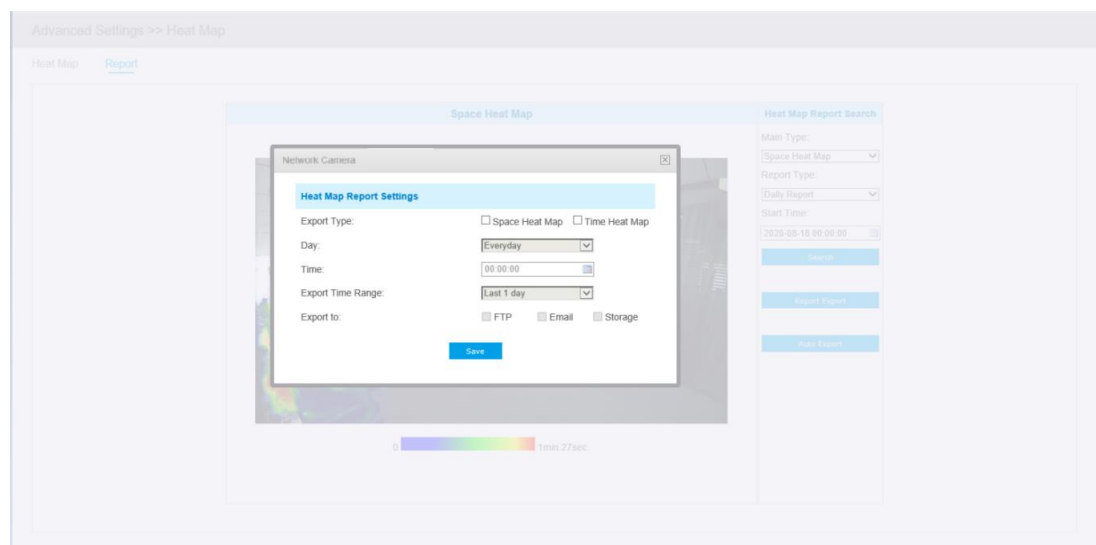 Advanced Settings >> Heat Map
Heat Map Report
Space Heat Map
Heat Map Report Search
Main Type:
Space Heat Map
Report Type:
Daily Report
Start Time:
2020-08-18 00:00:00
Search
Export Export
Auto Export
Network Camera
Heat Map Report Settings
Export Type: Space Heat Map Time Heat Map
Day: Everyday
Time: 00:00:00
Export Time Range: Last 1 day
Export to: FTP Email Storage
Save
0 1min 27sec